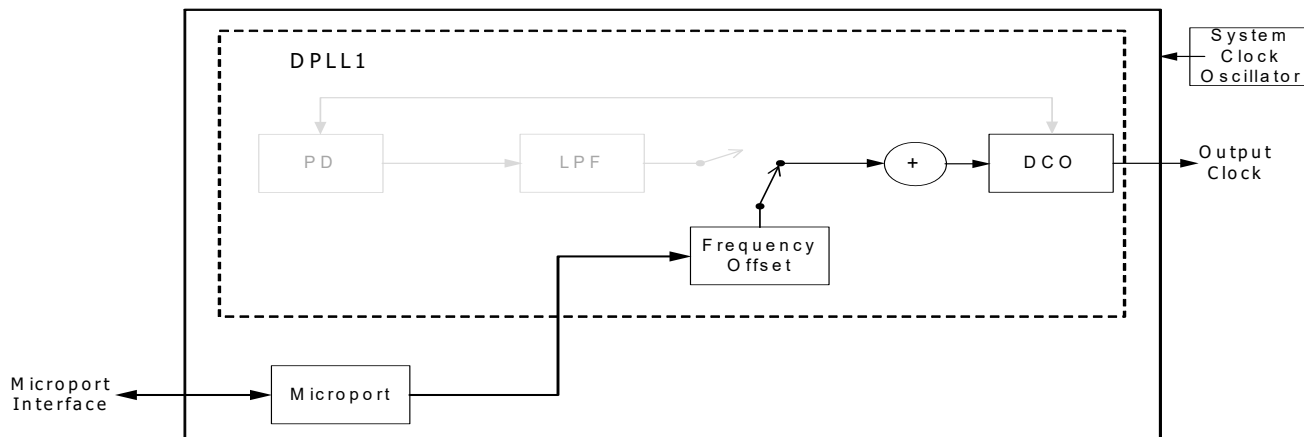 DPLL1
System
Clock
Oscillator
PD
LPF
+
DCO
Output
Clock
Frequency
Offset
Microport
Interface
Microport